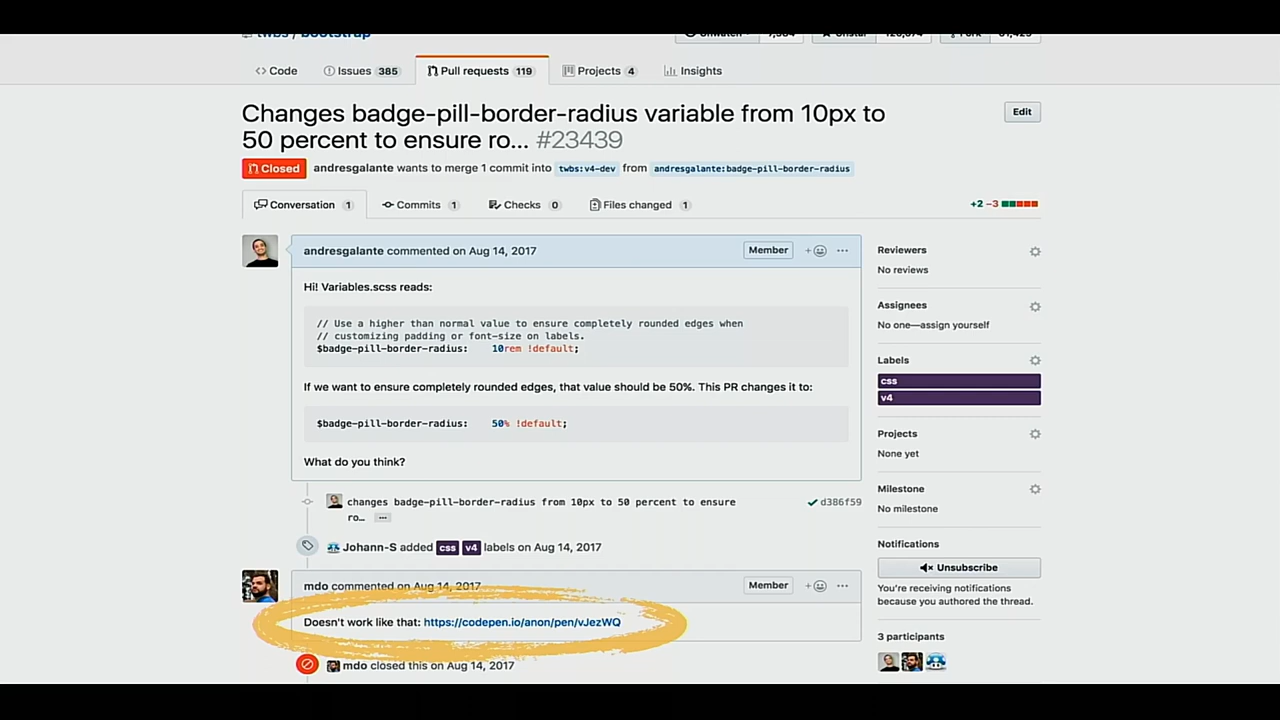 twbs / bootstrap
Unwatch 7,384 Unstar Fork
Code Issues 385 Pull requests 119 Projects 4 Insights
Changes badge-pill-border-radius variable from 10px to
50 percent to ensure ro... #23439
Edit
Closed andresgalante wants to merge 1 commit into twbs:v4-dev from andresgalante:badge-pill-border-radius
Conversation 1 Commits 1 Checks 0 Files changed 1 +2 −3
andresgalante commented on Aug 14, 2017 Member
Hi! Variables.scss reads:
// Use a higher than normal value to ensure completely rounded edges when
// customizing padding or font-size on labels.
$badge-pill-border-radius: 10rem !default;
If we want to ensure completely rounded edges, that value should be 50%. This PR changes it to:
$badge-pill-border-radius: 50% !default;
What do you think?
changes badge-pill-border-radius from 10px to 50 percent to ensure d386f59
ro…
Johann-S added css v4 labels on Aug 14, 2017
mdo commented on Aug 14, 2017 Member
Doesn't work like that: https://codepen.io/anon/pen/vJezWQ
mdo closed this on Aug 14, 2017
Reviewers
No reviews
Assignees
No one—assign yourself
Labels
css
v4
Projects
None yet
Milestone
No milestone
Notifications
Unsubscribe
You're receiving notifications
because you authored the thread.
3 participants